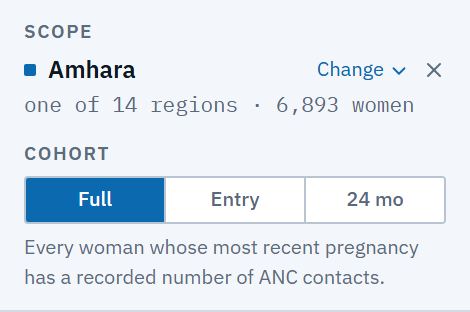 SCOPE
Amhara Change
one of 14 regions · 6,893 women
COHORT
Full Entry 24 mo
Every woman whose most recent pregnancy
has a recorded number of ANC contacts.